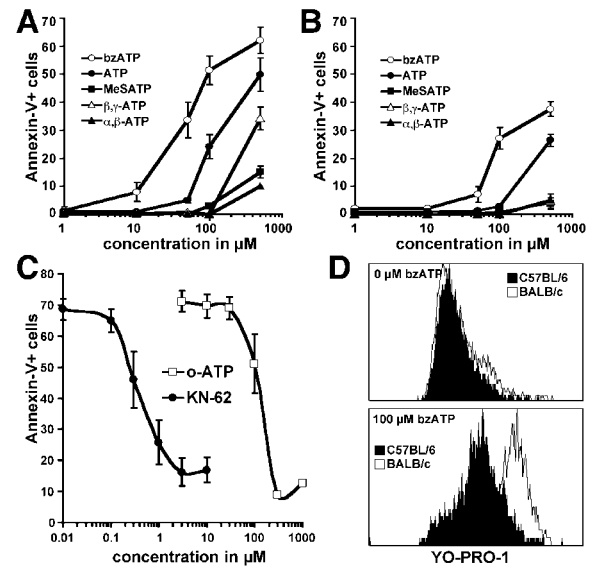 A
Annexin-V+ cells
70
60
50
40
30
20
10
0
bzATP
ATP
MeSATP
β,γ-ATP
α,β-ATP
1
10
100
1000
concentration in µM
B
Annexin-V+ cells
70
60
50
40
30
20
10
0
bzATP
ATP
MeSATP
β,γ-ATP
α,β-ATP
1
10
100
1000
concentration in µM
C
Annexin-V+ cells
80
70
60
50
40
30
20
10
0
o-ATP
KN-62
0.01
0.1
1
10
100
1000
concentration in µM
D
0 µM bzATP
C57BL/6
BALB/c
100 µM bzATP
C57BL/6
BALB/c
YO-PRO-1